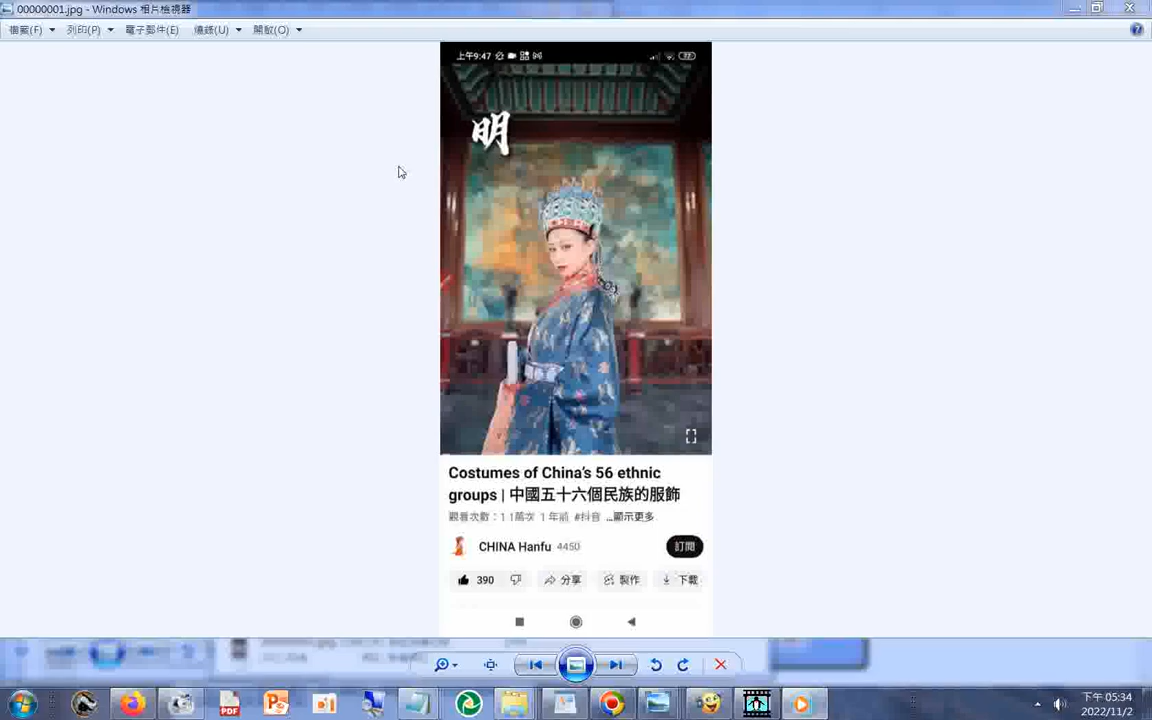 00000001.jpg - Windows 相片檢視器
檔案(F) 列印(P) 電子郵件(E) 燒錄(U) 開啟(O)
上午9:47
明
Costumes of China's 56 ethnic
groups | 中國五十六個民族的服飾
觀看次數：1.1萬次 1 年前 #抖音 ...顯示更多
CHINA Hanfu 4450 訂閱
390 分享 製作 下載
下午 05:34
2022/11/2